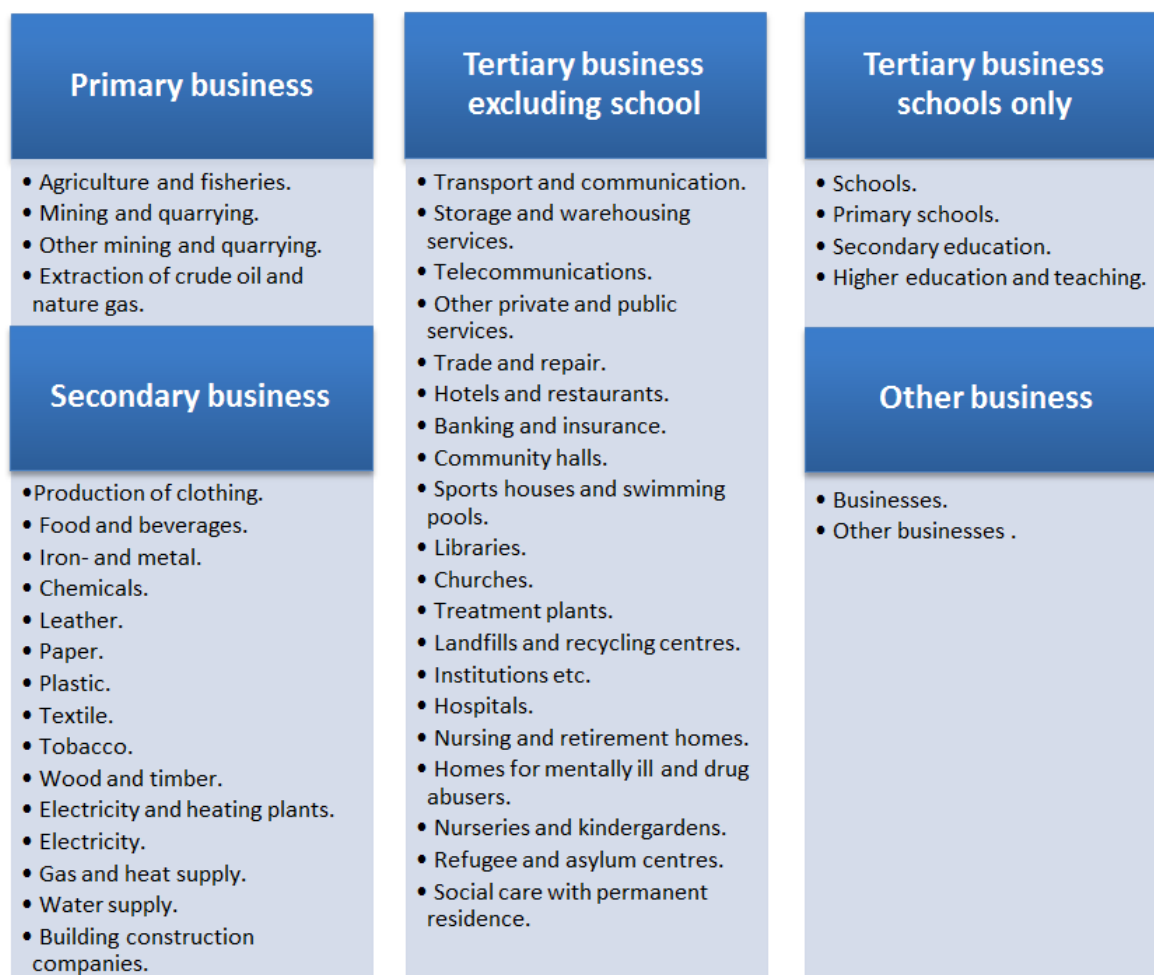 Primary business
• Agriculture and fisheries.
• Mining and quarrying.
• Other mining and quarrying.
• Extraction of crude oil and
nature gas.
Secondary business
•Production of clothing.
• Food and beverages.
• Iron- and metal.
• Chemicals.
• Leather.
• Paper.
• Plastic.
• Textile.
• Tobacco.
• Wood and timber.
• Electricity and heating plants.
• Electricity.
• Gas and heat supply.
• Water supply.
• Building construction
companies.
Tertiary business
excluding school
• Transport and communication.
• Storage and warehousing
services.
• Telecommunications.
• Other private and public
services.
• Trade and repair.
• Hotels and restaurants.
• Banking and insurance.
• Community halls.
• Sports houses and swimming
pools.
• Libraries.
• Churches.
• Treatment plants.
• Landfills and recycling centres.
• Institutions etc.
• Hospitals.
• Nursing and retirement homes.
• Homes for mentally ill and drug
abusers.
• Nurseries and kindergardens.
• Refugee and asylum centres.
• Social care with permanent
residence.
Tertiary business
schools only
• Schools.
• Primary schools.
• Secondary education.
• Higher education and teaching.
Other business
• Businesses.
• Other businesses .